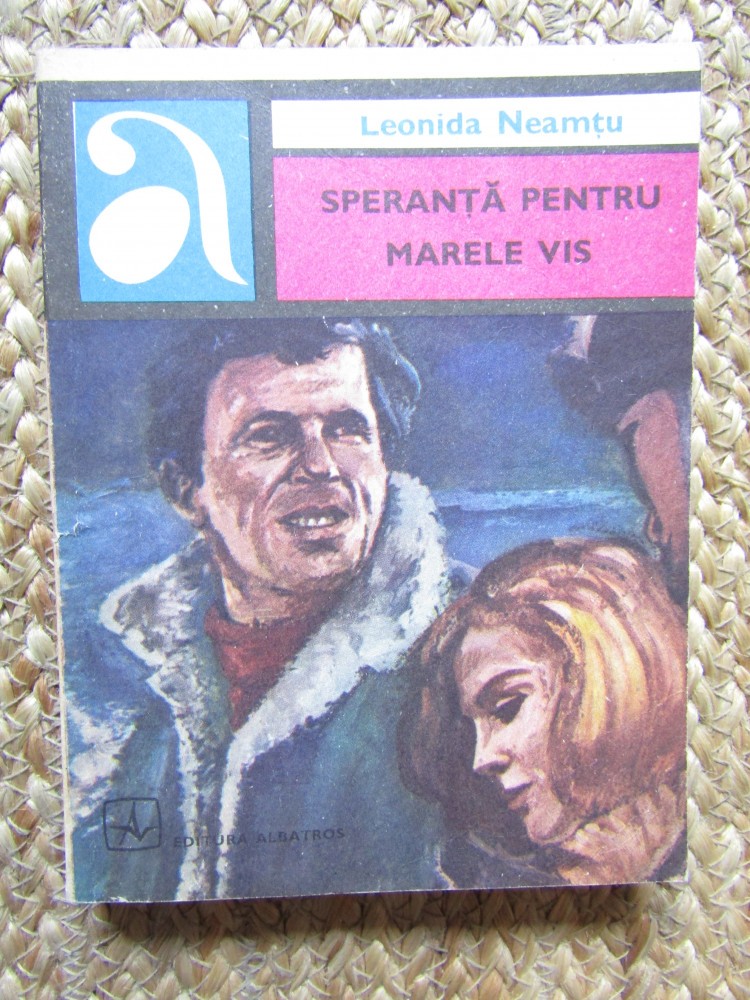 a
Leonida Neamțu
SPERANȚĂ PENTRU
MARELE VIS
EDITURA ALBATROS